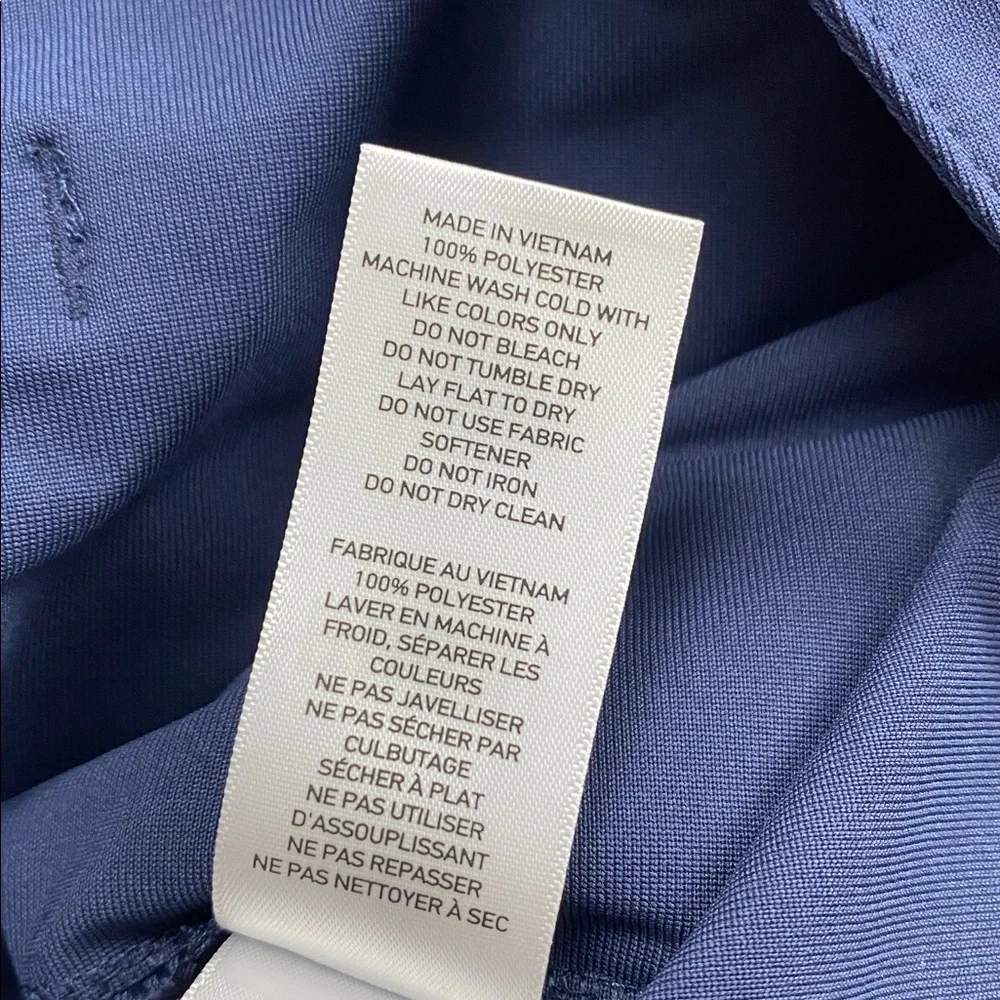 MADE IN VIETNAM
100% POLYESTER
MACHINE WASH COLD WITH
LIKE COLORS ONLY
DO NOT BLEACH
DO NOT TUMBLE DRY
LAY FLAT TO DRY
DO NOT USE FABRIC
SOFTENER
DO NOT IRON
DO NOT DRY CLEAN
FABRIQUE AU VIETNAM
100% POLYESTER
LAVER EN MACHINE À
FROID, SÉPARER LES
COULEURS
NE PAS JAVELLISER
NE PAS SÉCHER PAR
CULBUTAGE
SÉCHER À PLAT
NE PAS UTILISER
D'ASSOUPLISSANT
NE PAS REPASSER
NE PAS NETTOYER À SEC